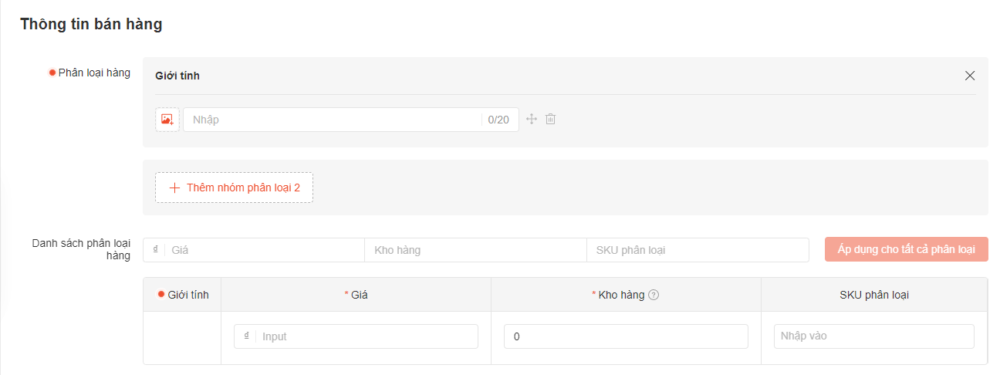 Thông tin bán hàng
Phân loại hàng
Giới tính
Nhập
0/20
Thêm nhóm phân loại 2
Danh sách phân loại
hàng
₫ Giá
Kho hàng
SKU phân loại
Áp dụng cho tất cả phân loại
Giới tính
* Giá
* Kho hàng ?
SKU phân loại
₫ Input
0
Nhập vào